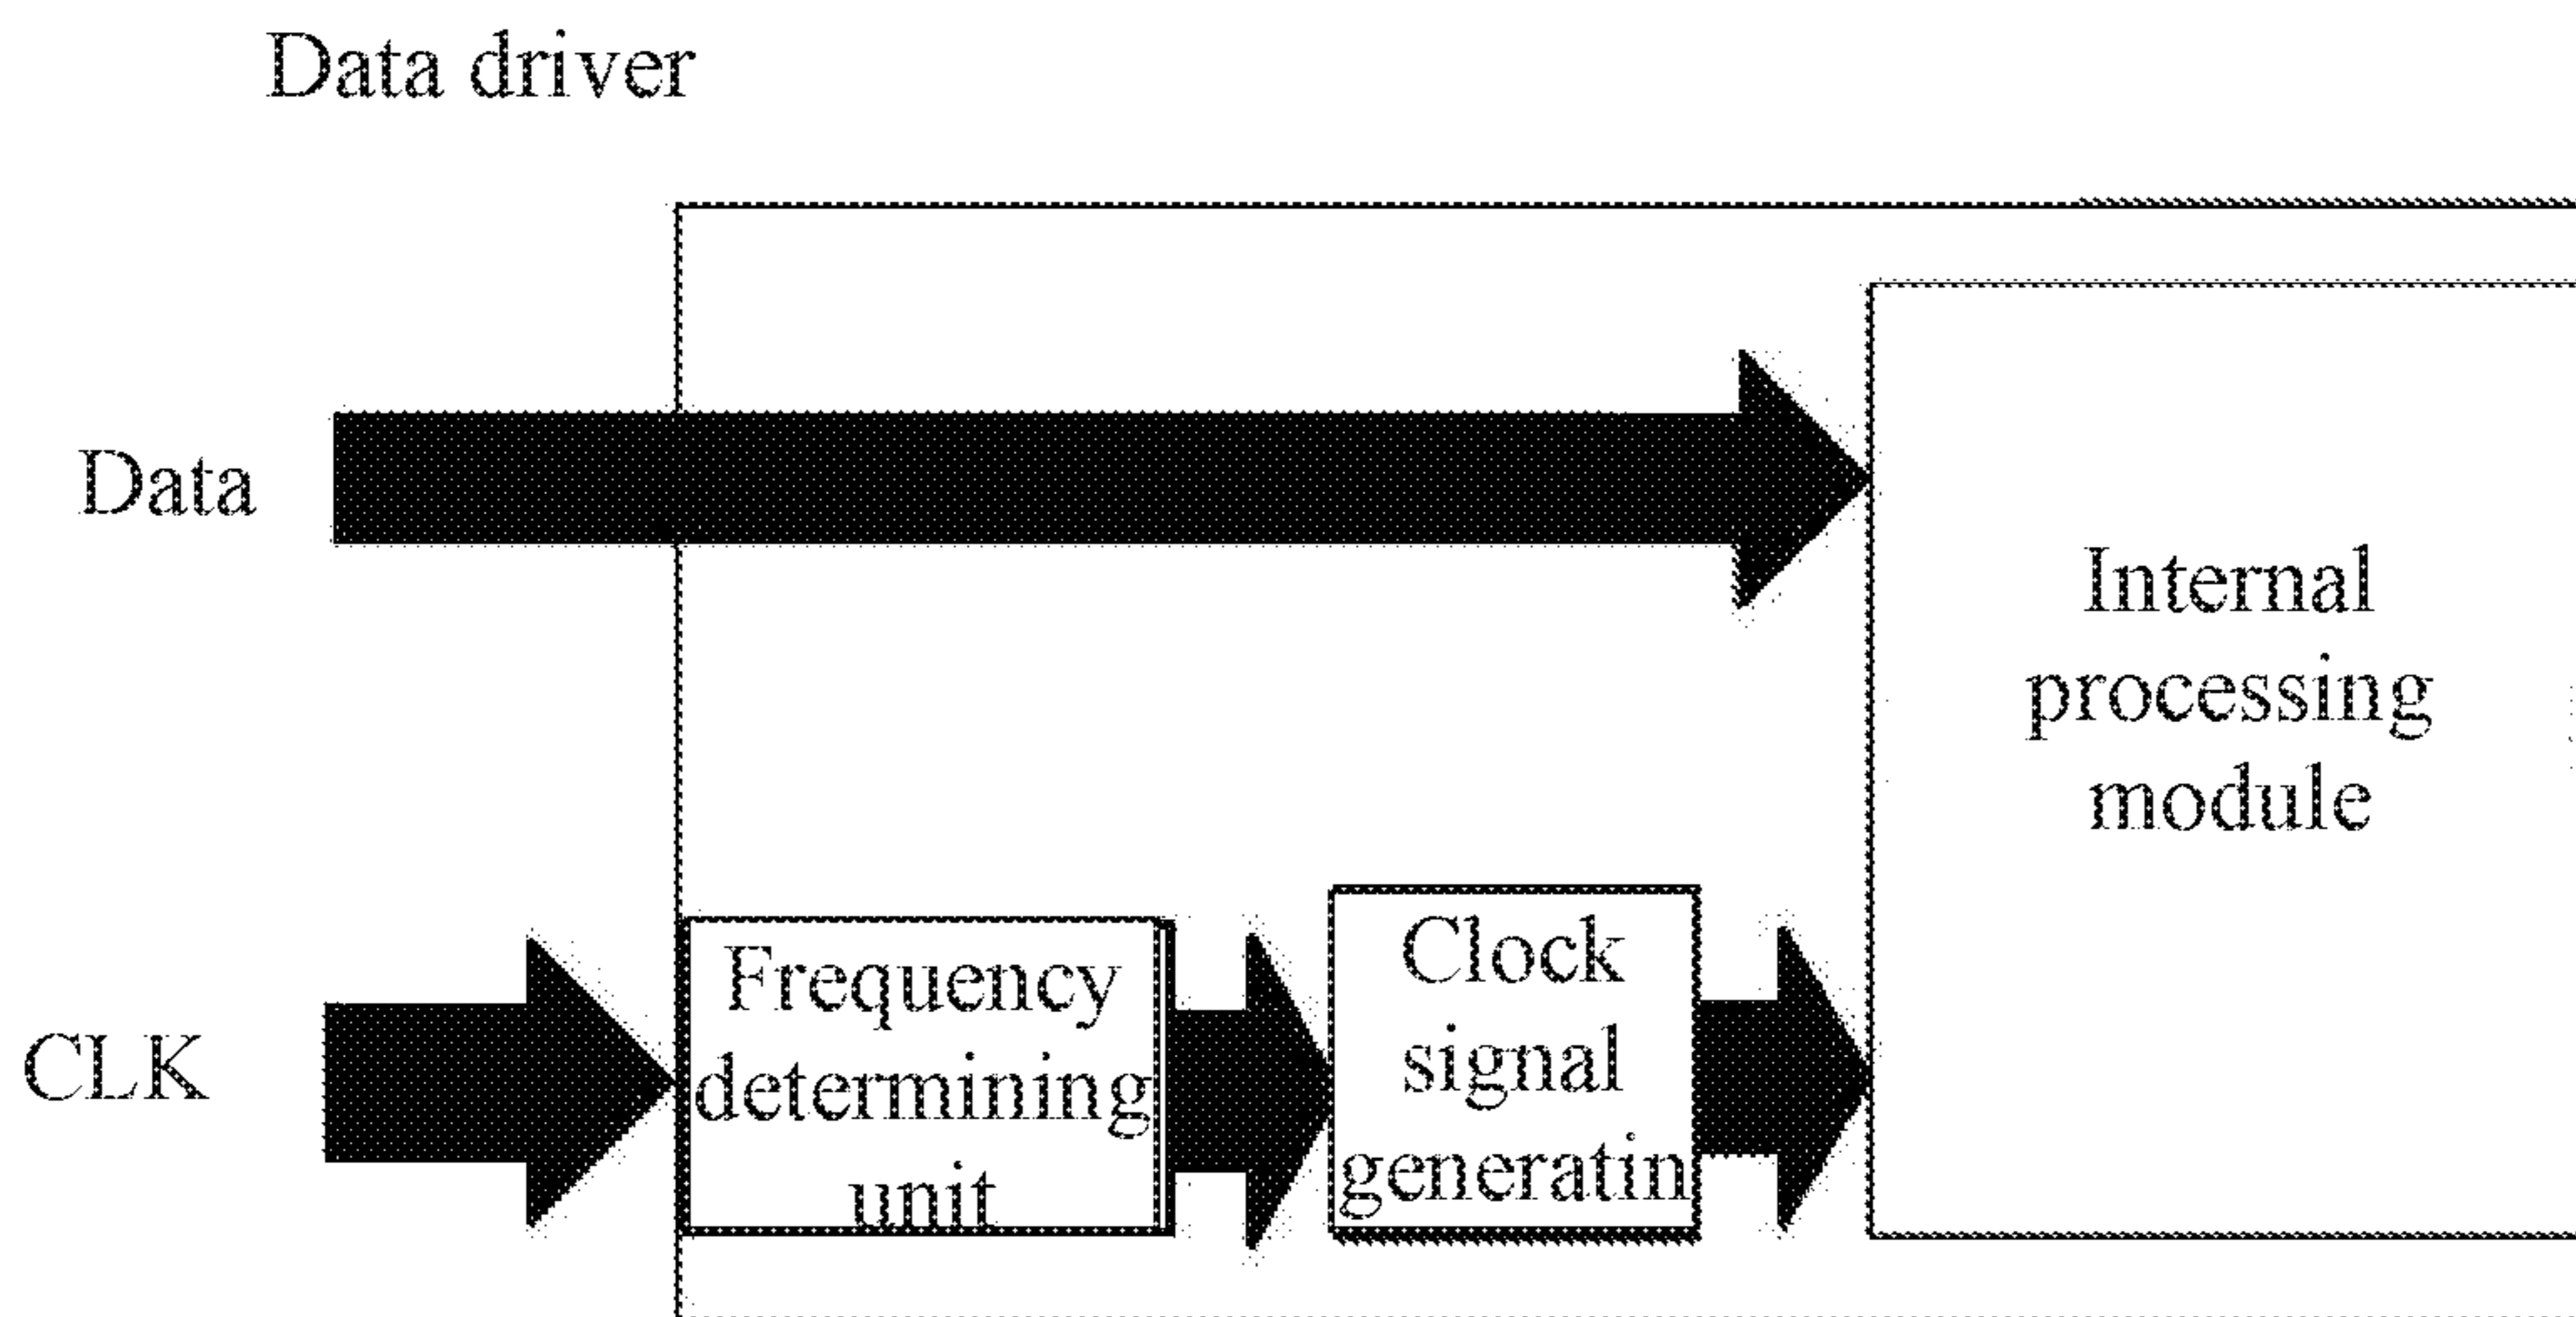 Data driver
Data
Internal
processing
module
CLK
Frequency
determining
unit
Clock
signal
generatin